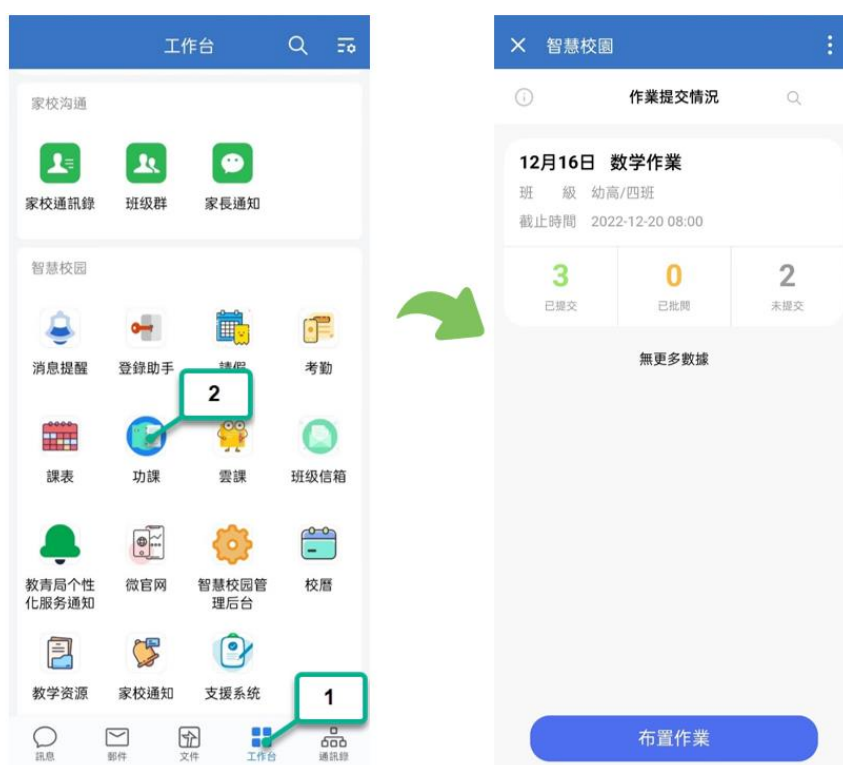 工作台
家校沟通
家校通訊錄 班级群 家長通知
智慧校园
消息提醒 登錄助手 請假 考勤
2
課表 功課 雲課 班级信箱
教青局个性化服务通知 微官网 智慧校园管理后台 校曆
教学资源 家校通知 支援系统
1
訊息 郵件 文件 工作台 通訊錄
智慧校園
作業提交情況
12月16日 数学作業
班 級 幼高/四班
截止時間 2022-12-20 08:00
3 0 2
已提交 已批閱 未提交
無更多數據
布置作業